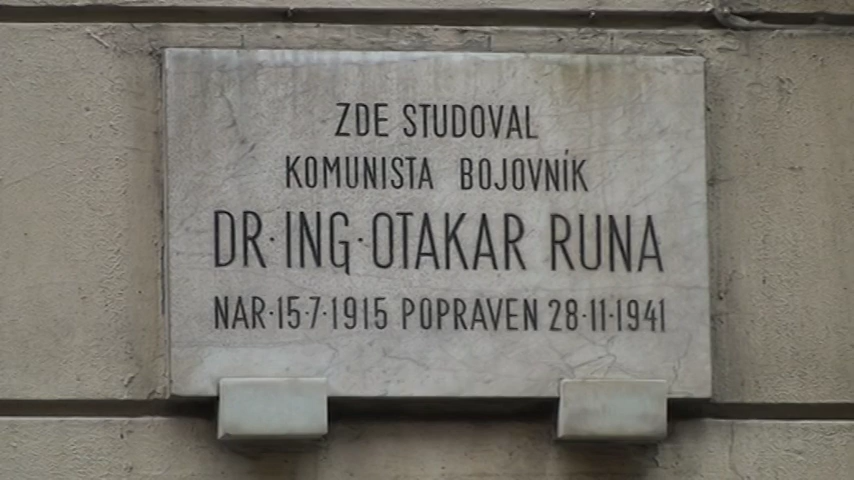 ZDE STUDOVAL
KOMUNISTA BOJOVNÍK
DR·ING·OTAKAR RUNA
NAR·15·7·1915 POPRAVEN 28·11·1941